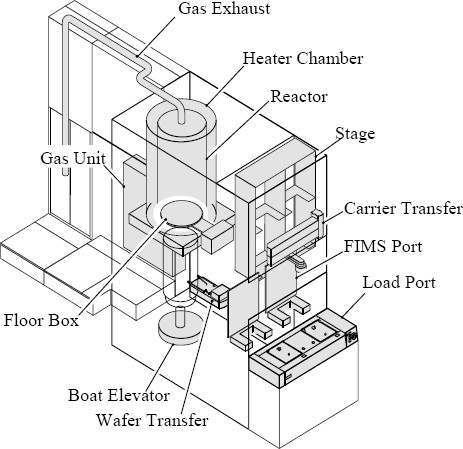 Gas Exhaust
Heater Chamber
Reactor
Stage
Gas Unit
Carrier Transfer
FIMS Port
Load Port
Floor Box
Boat Elevator
Wafer Transfer